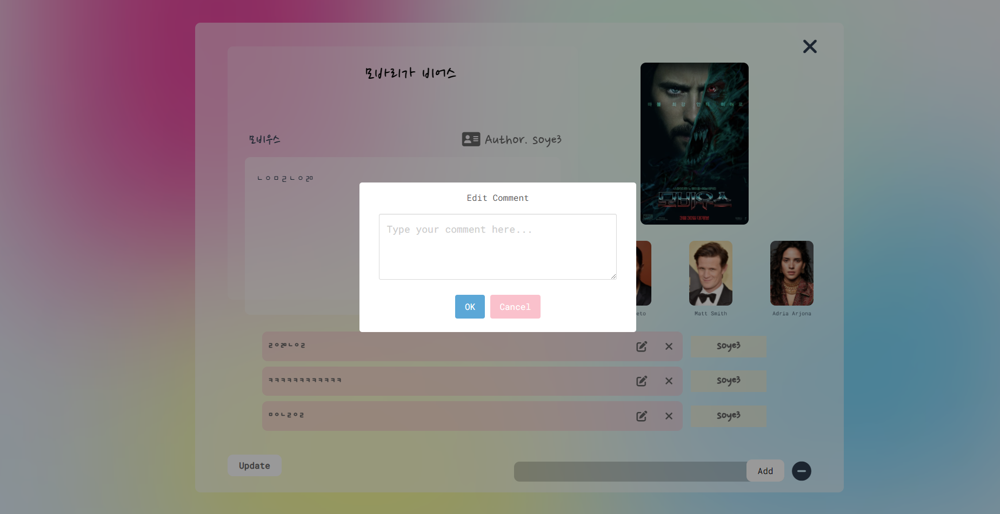 모바리가 비어스
모비우스
Author. soye3
ㄴㅇㅁㄹㄴㅇㄻ
마블 최강 안티 히어로
모비우스
3월 30일 대개봉
Edit Comment
Type your comment here...
OK
Cancel
eto
Matt Smith
Adria Arjona
ㄹㅇㄻㄴㅇㄹ
soye3
ㅋㅋㅋㅋㅋㅋㅋㅋㅋㅋㅋㅋ
soye3
ㅁㅇㄴㄹㅇㄹ
soye3
Update
Add